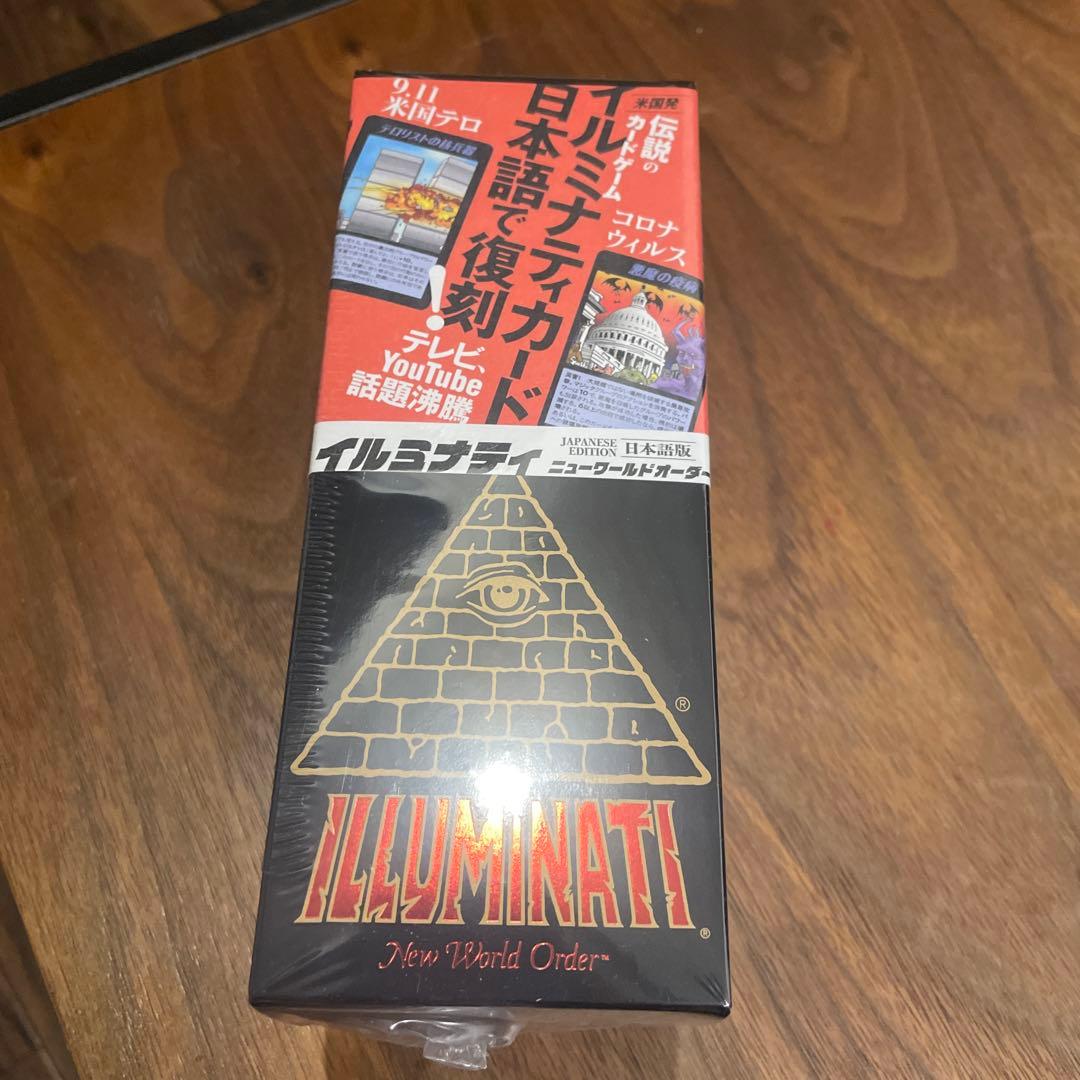 米国発
伝説の
カードゲーム
イルミナティカード
日本語で復刻!
9.11
米国テロ
テロリストの核兵器
コロナ
ウィルス
悪魔の疫病
テレビ、
YouTube
話題沸騰
イルミナティ
JAPANESE
EDITION
日本語版
ニューワールドオーダー
®
ILLUMINATI
®
New World Order™